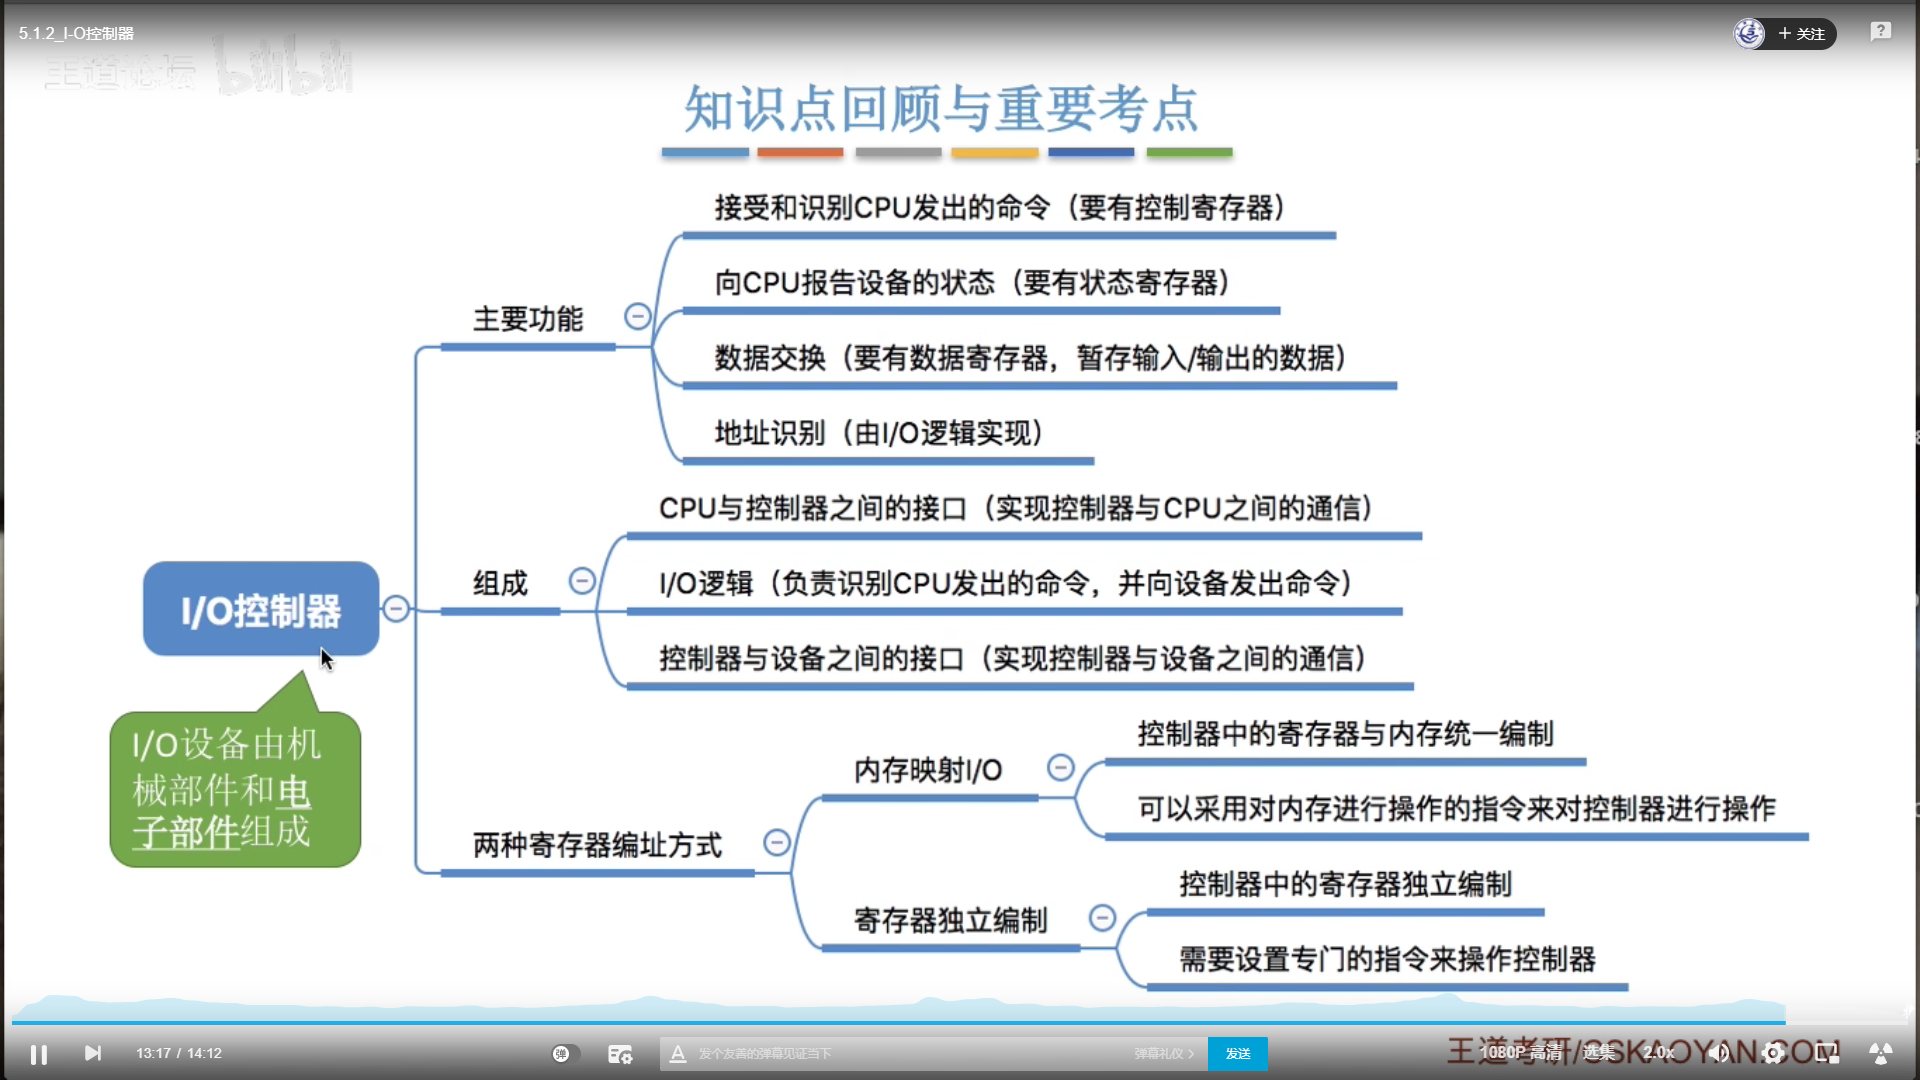 5.1.2_I-O控制器
+ 关注
王道论坛 bilibili
知识点回顾与重要考点
接受和识别CPU发出的命令（要有控制寄存器）
向CPU报告设备的状态（要有状态寄存器）
主要功能
数据交换（要有数据寄存器，暂存输入/输出的数据）
地址识别（由I/O逻辑实现）
CPU与控制器之间的接口（实现控制器与CPU之间的通信）
组成
I/O逻辑（负责识别CPU发出的命令，并向设备发出命令）
I/O控制器
控制器与设备之间的接口（实现控制器与设备之间的通信）
I/O设备由机
械部件和电
子部件组成
控制器中的寄存器与内存统一编制
内存映射I/O
可以采用对内存进行操作的指令来对控制器进行操作
两种寄存器编址方式
控制器中的寄存器独立编制
寄存器独立编制
需要设置专门的指令来操作控制器
13:17 / 14:12
弹
A 发个友善的弹幕见证当下
弹幕礼仪 >
发送
王道考研/CSKAOYAN.COM
1080P 高清
选集
2.0x